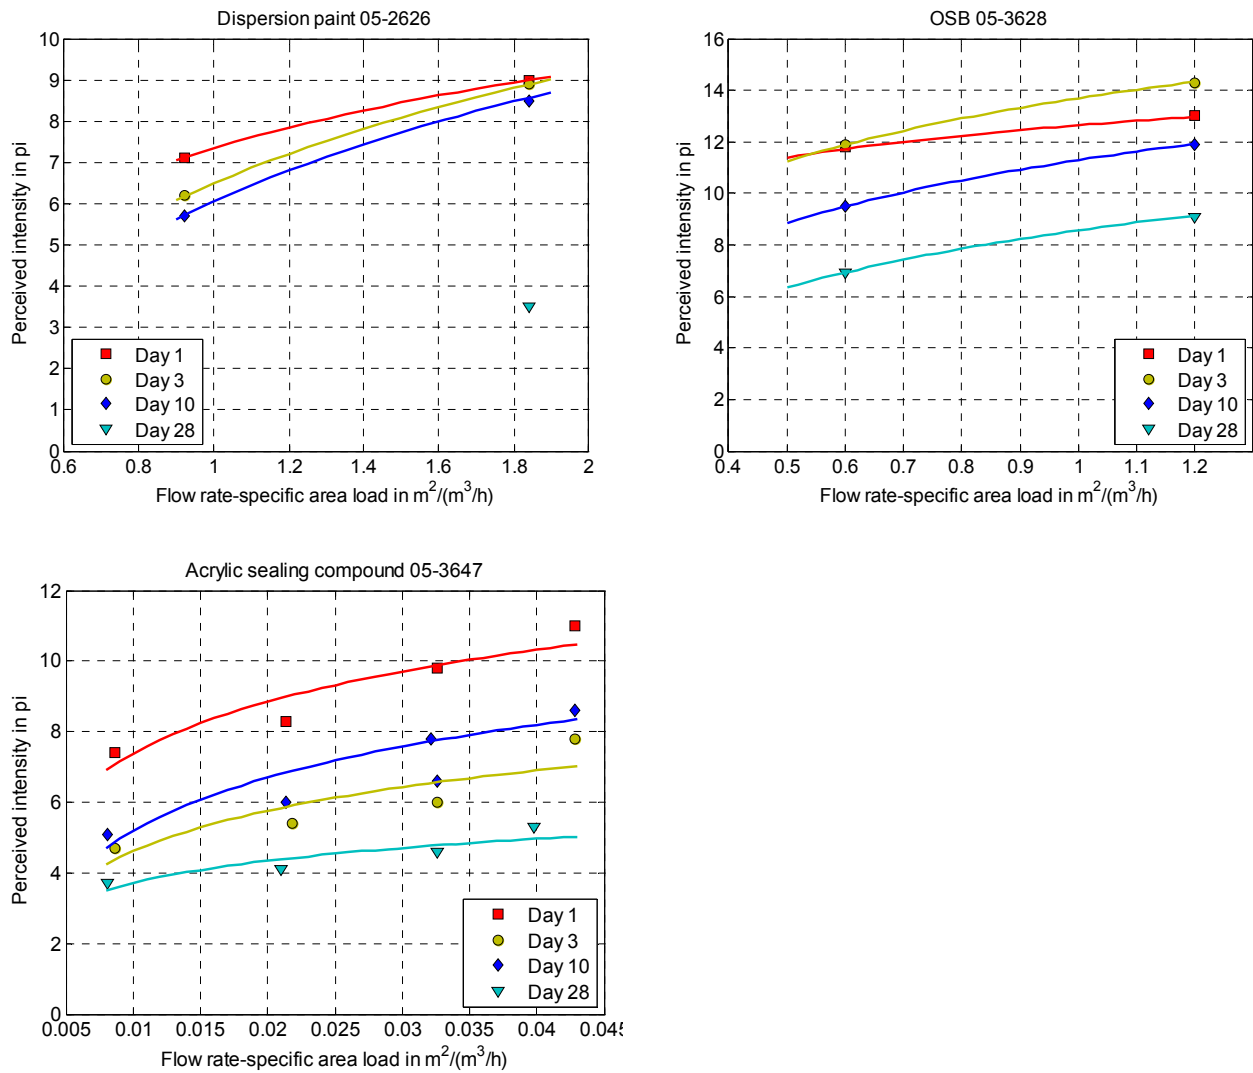 Dispersion paint 05-2626
10
9
8
7
6
5
4
3
2
1
0
Perceived intensity in pi
0.6 0.8 1 1.2 1.4 1.6 1.8 2
Flow rate-specific area load in m²/(m³/h)
Day 1
Day 3
Day 10
Day 28
OSB 05-3628
16
14
12
10
8
6
4
2
0
Perceived intensity in pi
0.4 0.5 0.6 0.7 0.8 0.9 1 1.1 1.2
Flow rate-specific area load in m²/(m³/h)
Day 1
Day 3
Day 10
Day 28
Acrylic sealing compound 05-3647
12
10
8
6
4
2
0
Perceived intensity in pi
0.005 0.01 0.015 0.02 0.025 0.03 0.035 0.04 0.045
Flow rate-specific area load in m²/(m³/h)
Day 1
Day 3
Day 10
Day 28